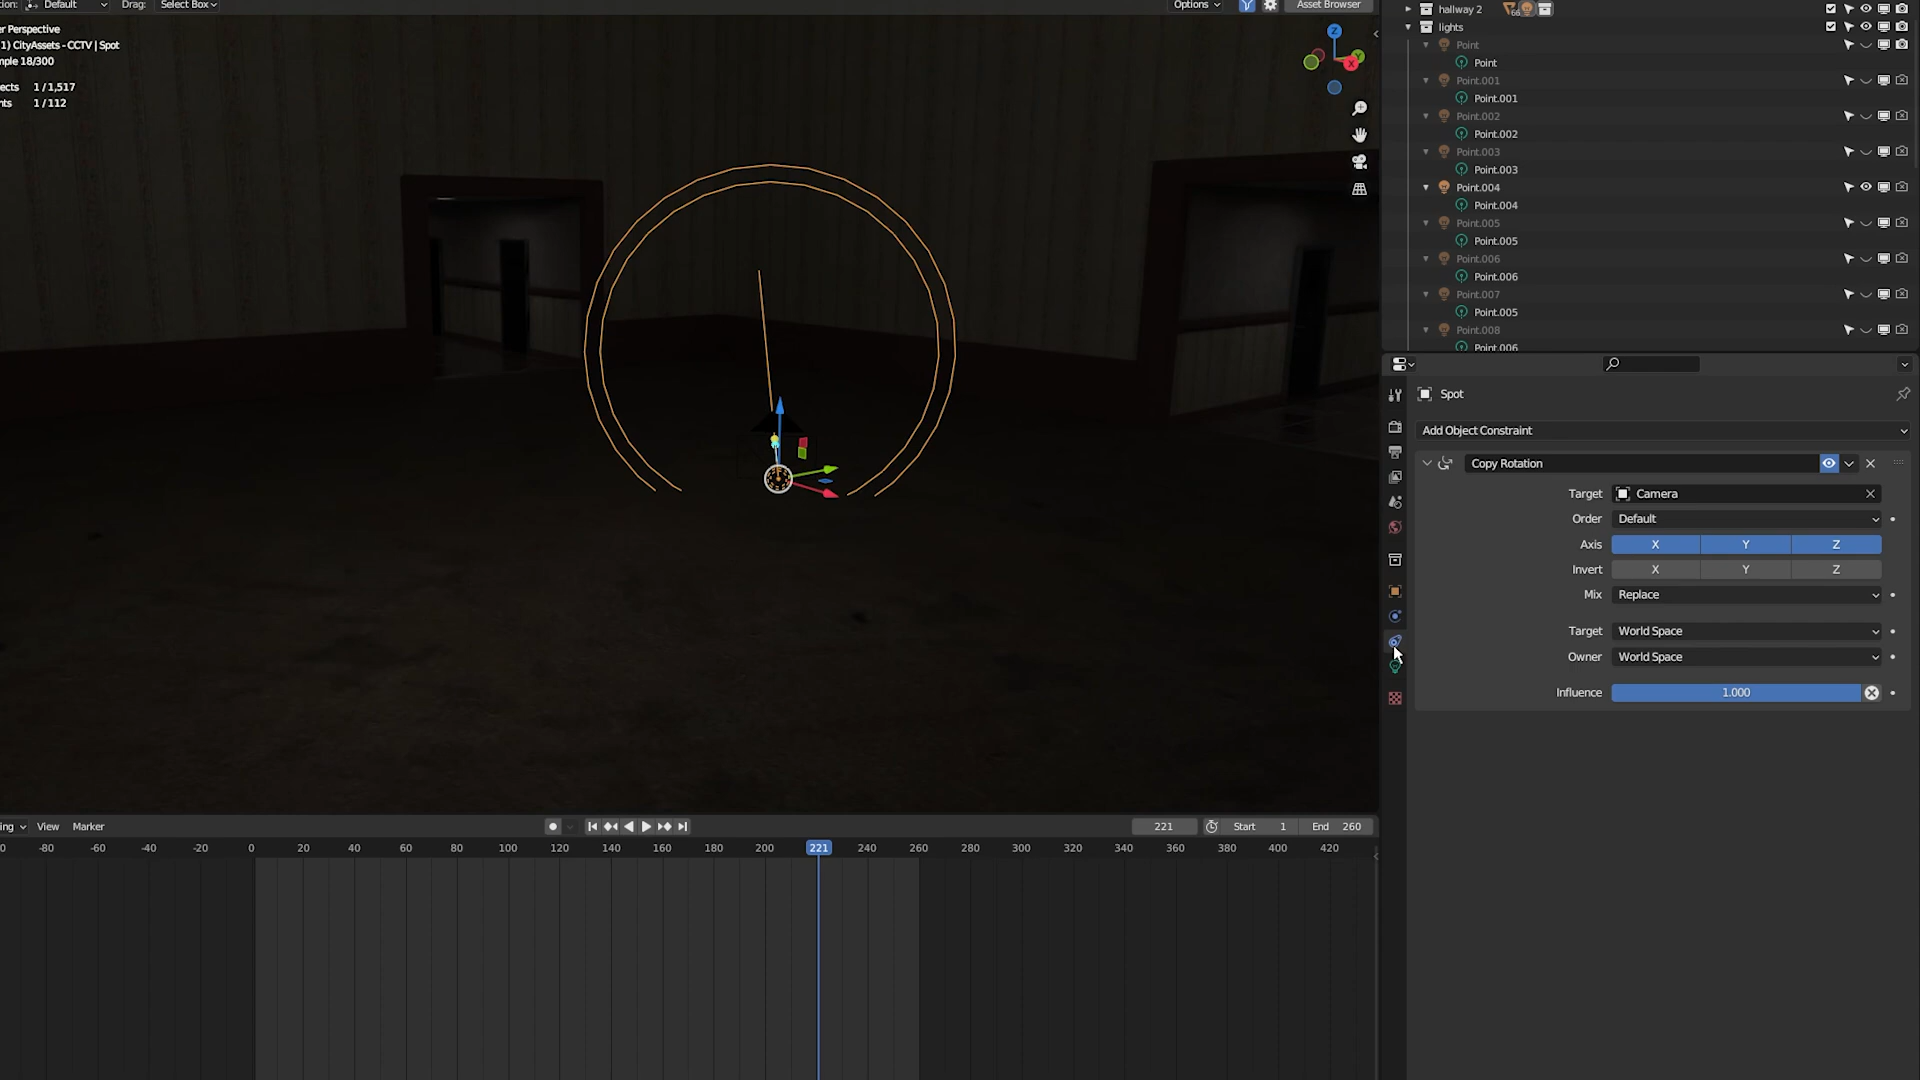 tion: Default Drag: Select Box Options Asset Browser
er Perspective
1) CityAssets - CCTV | Spot
mple 18/300
ects 1 / 1,517
nts 1 / 112
Z
Y
X
hallway 2 66
lights
Point
Point
Point.001
Point.001
Point.002
Point.002
Point.003
Point.003
Point.004
Point.004
Point.005
Point.005
Point.006
Point.006
Point.007
Point.005
Point.008
Point.006
Spot
Add Object Constraint
Copy Rotation
Target Camera
Order Default
Axis X Y Z
Invert X Y Z
Mix Replace
Target World Space
Owner World Space
Influence 1.000
ing View Marker 221 Start 1 End 260
0 -80 -60 -40 -20 0 20 40 60 80 100 120 140 160 180 200 221 240 260 280 300 320 340 360 380 400 420